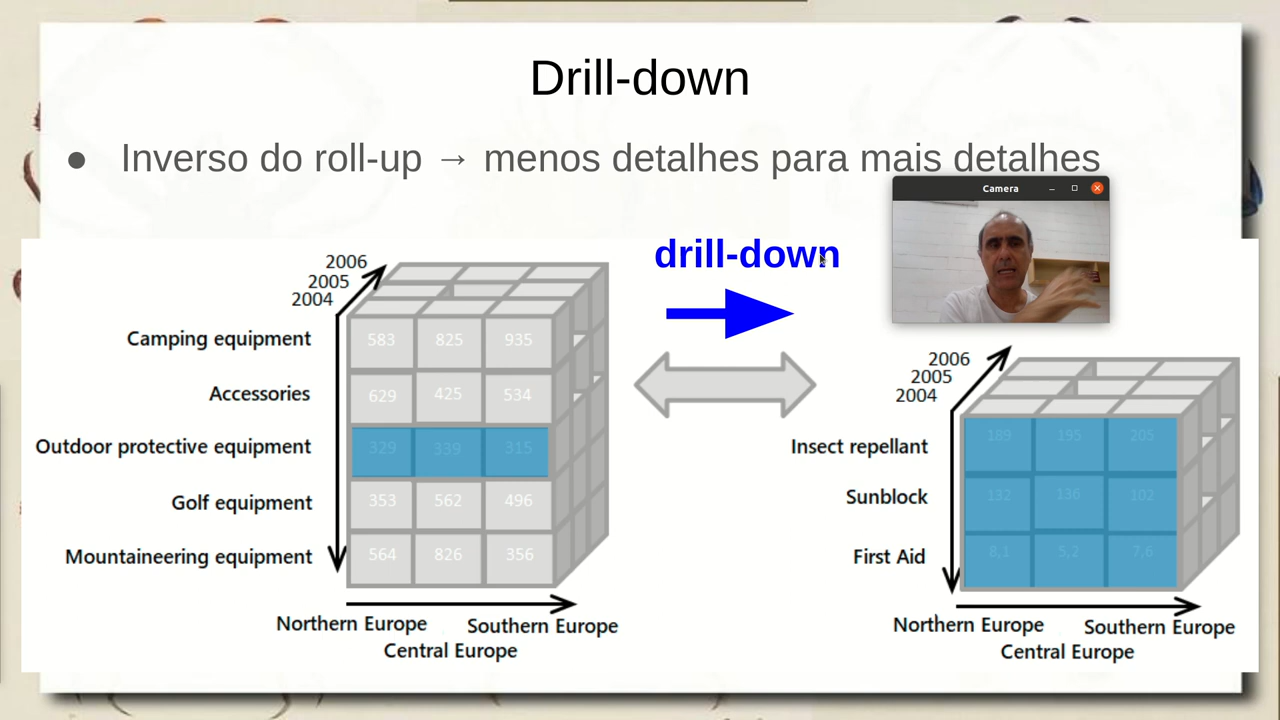 Drill-down
● Inverso do roll-up → menos detalhes para mais detalhes
Camera
drill-down
2006
2005
2004
Camping equipment
583 825 935
Accessories
629 425 534
Outdoor protective equipment
329 339 315
Golf equipment
353 562 496
Mountaineering equipment
564 826 356
Northern Europe
Southern Europe
Central Europe
2006
2005
2004
Insect repellant
189 195 205
Sunblock
132 136 102
First Aid
8,1 5,2 7,6
Northern Europe
Southern Europe
Central Europe